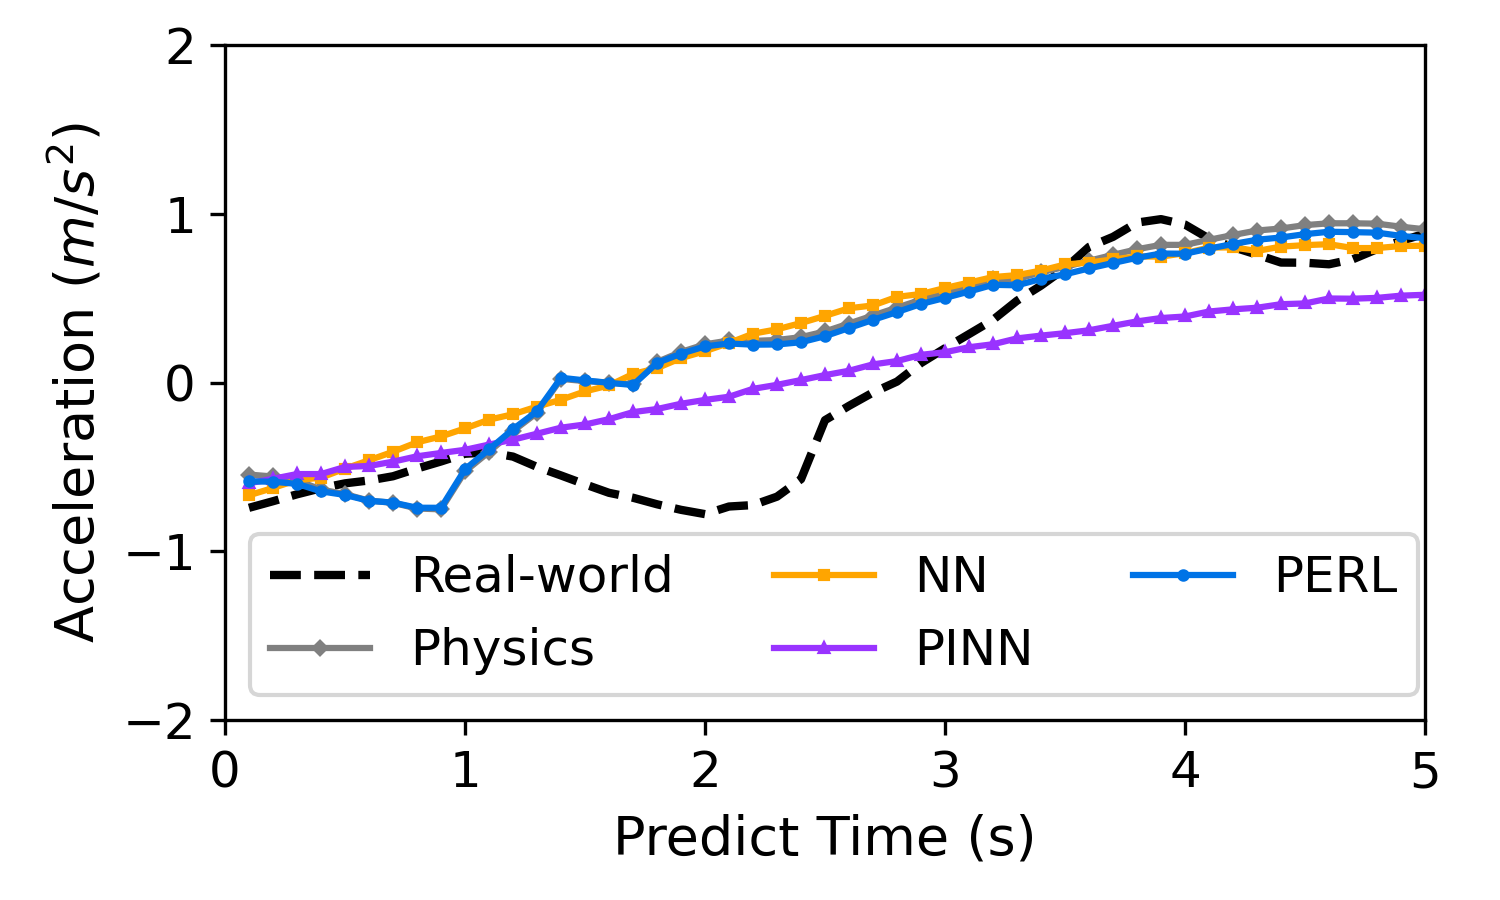 2
1
0
−1
−2
Acceleration (m/s²)
Real-world
NN
PERL
Physics
PINN
0 1 2 3 4 5
Predict Time (s)